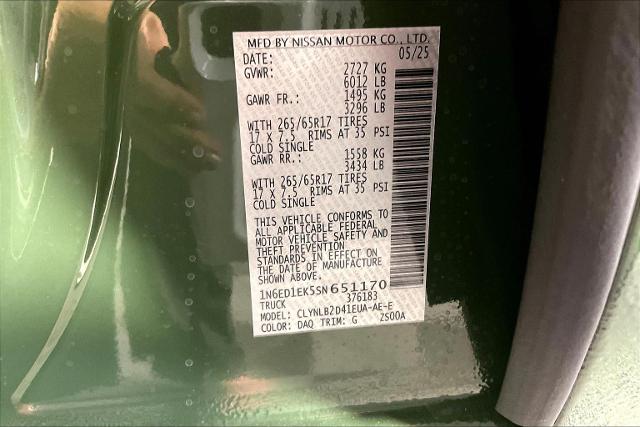 MFD BY NISSAN MOTOR CO., LTD.
DATE: 05/25
GVWR: 2727 KG
6012 LB
GAWR FR.: 1495 KG
3296 LB
WITH 265/65R17 TIRES
17 X 7.5 RIMS AT 35 PSI
COLD SINGLE
GAWR RR.: 1558 KG
3434 LB
WITH 265/65R17 TIRES
17 X 7.5 RIMS AT 35 PSI
COLD SINGLE
THIS VEHICLE CONFORMS TO
ALL APPLICABLE FEDERAL
MOTOR VEHICLE SAFETY AND
THEFT PREVENTION
STANDARDS IN EFFECT ON
THE DATE OF MANUFACTURE
SHOWN ABOVE.
1N6ED1EK5SN651170
TRUCK 376183
MODEL: CLYNLB2D41EUA-AE-E
COLOR: DAQ TRIM: G 2S00A